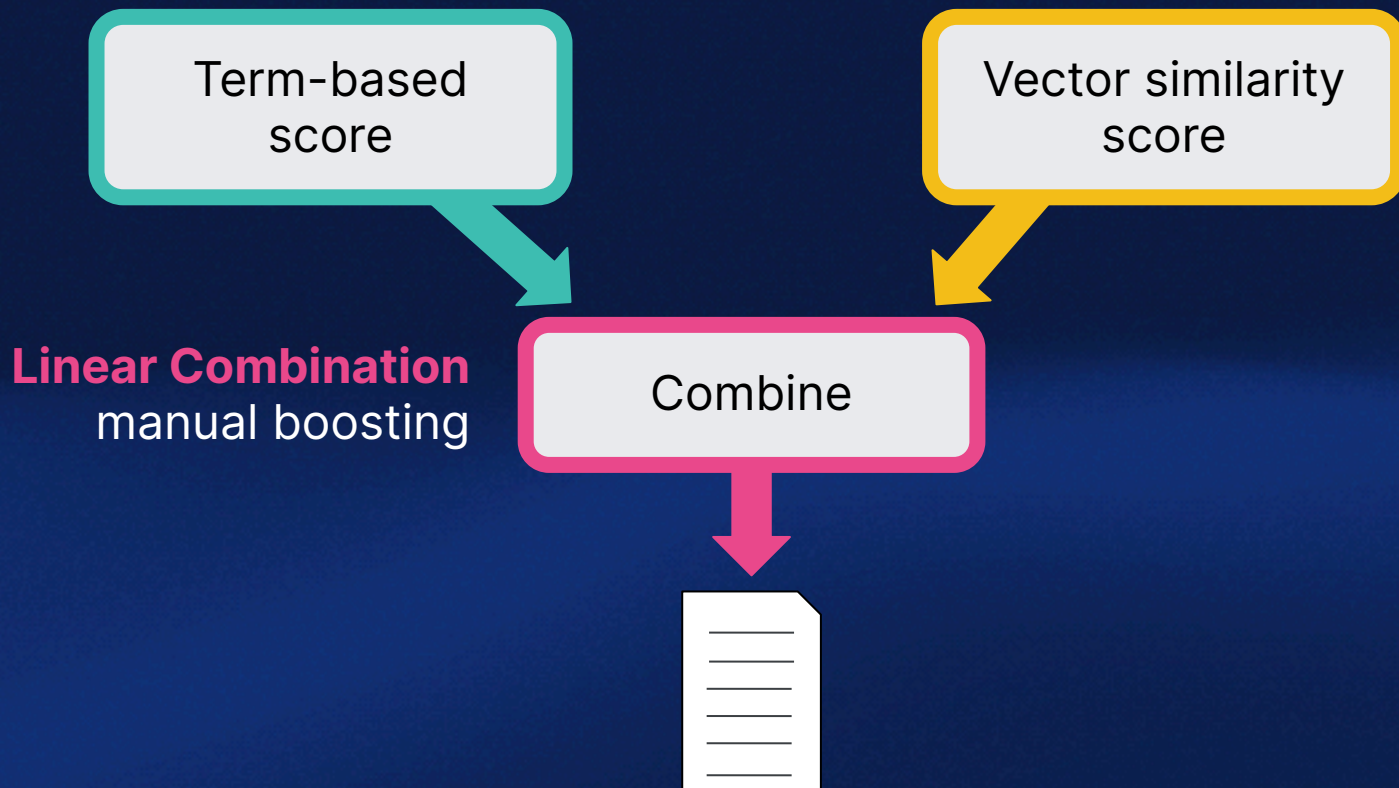 Term-based
score
Vector similarity
score
Linear Combination
manual boosting
Combine